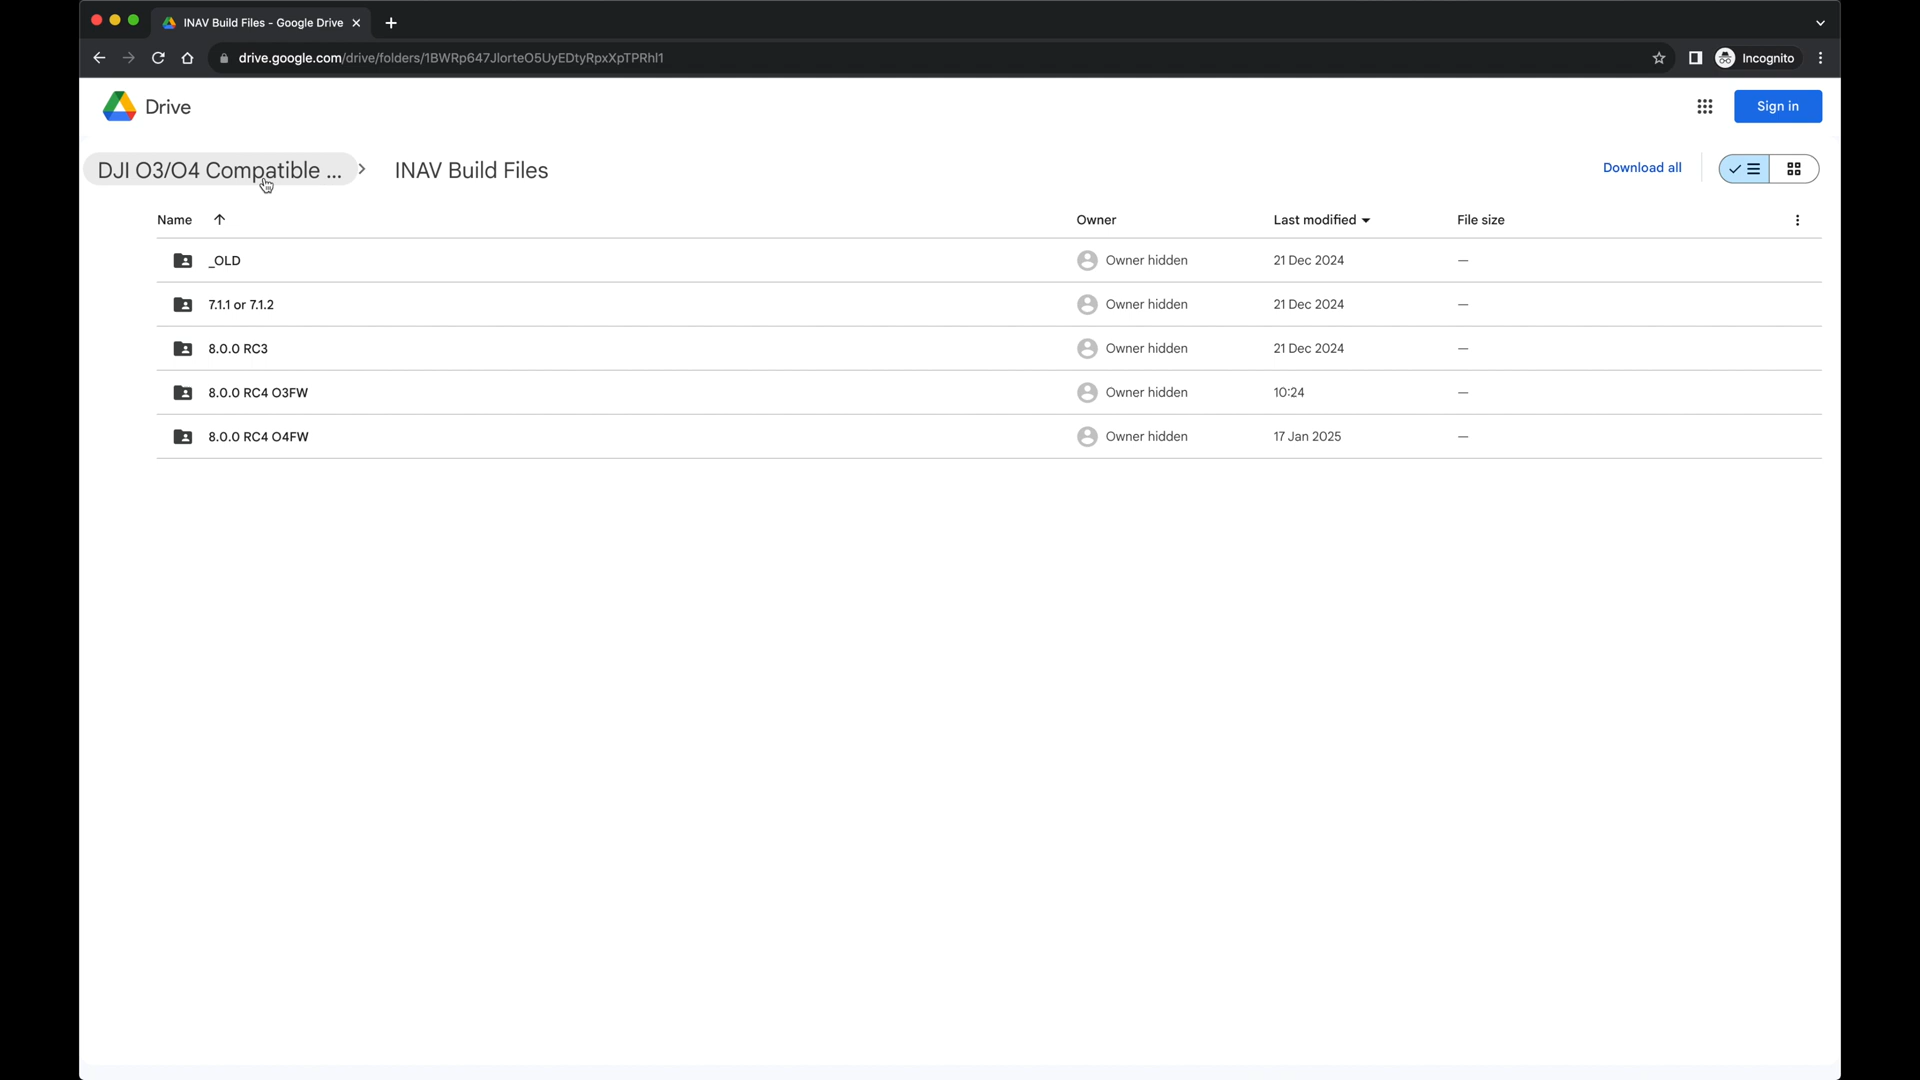 INAV Build Files - Google Drive
drive.google.com/drive/folders/1BWRp647JlorteO5UyEDtyRpxXpTPRhl1
Incognito
Drive
Sign in
DJI O3/O4 Compatible ...
INAV Build Files
Download all
Name Owner Last modified File size
_OLD Owner hidden 21 Dec 2024 —
7.1.1 or 7.1.2 Owner hidden 21 Dec 2024 —
8.0.0 RC3 Owner hidden 21 Dec 2024 —
8.0.0 RC4 O3FW Owner hidden 10:24 —
8.0.0 RC4 O4FW Owner hidden 17 Jan 2025 —